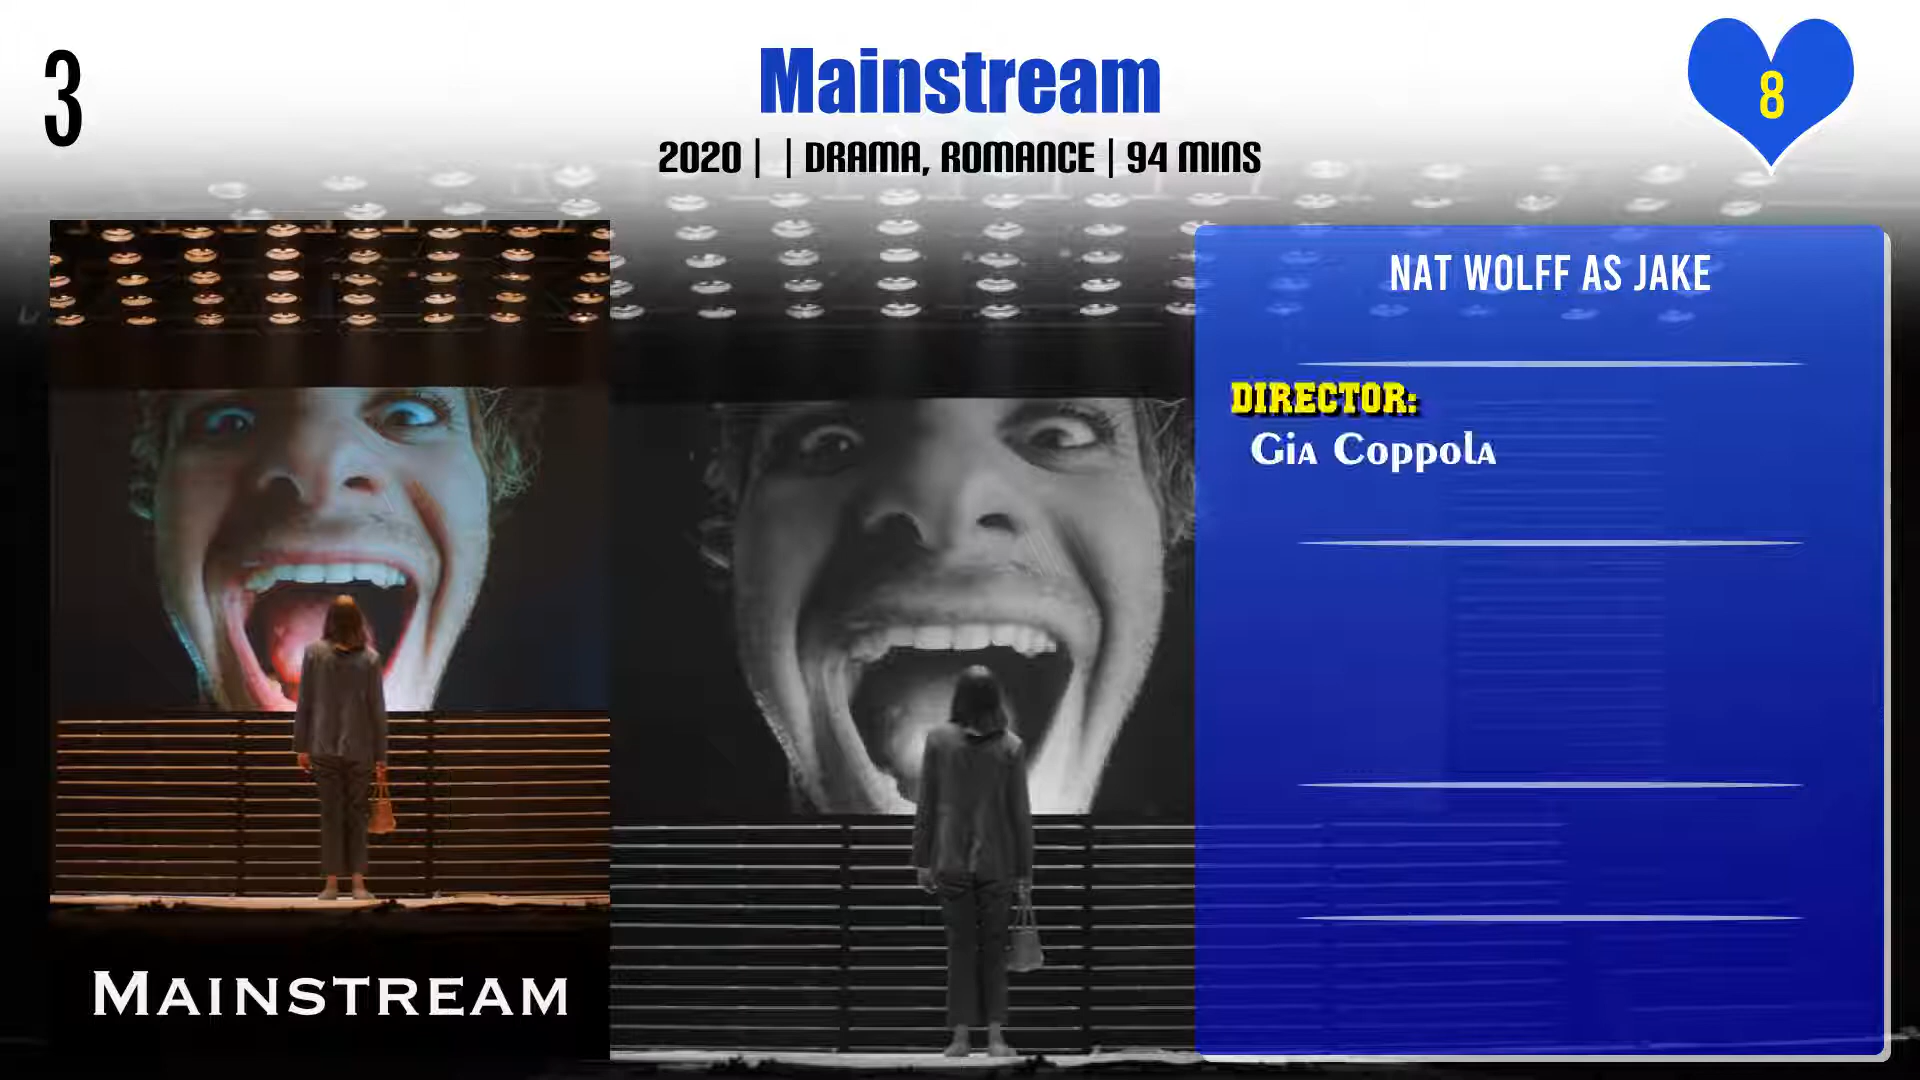 3
Mainstream
8
2020 | | DRAMA, ROMANCE | 94 MINS
NAT WOLFF AS JAKE
DIRECTOR:
Gia Coppola
MAINSTREAM